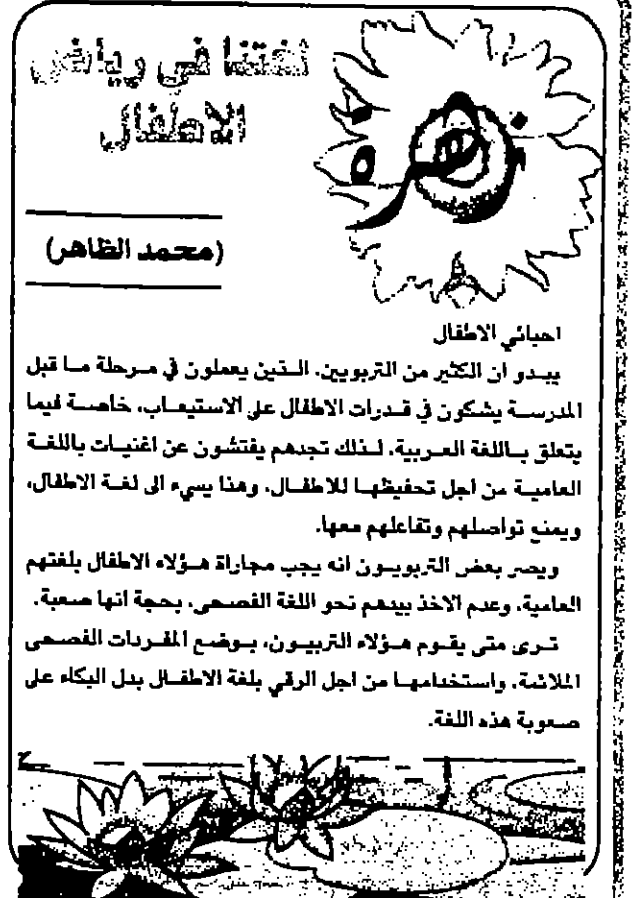 لغتنا في رياض
الاطفال
زهرة
(محمد الظاهر)
احبائي الاطفال
يبدو ان الكثير من التربويين. الذين يعملون في مرحلة ما قبل
المدرسة يشكون في قدرات الاطفال على الاستيعاب، خاصة فيما
يتعلق باللغة العربية، لذلك تجدهم يفتشون عن اغنيات باللغة
العامية من اجل تحفيظها للاطفال، وهذا يسيء الى لغة الاطفال،
ويمنع تواصلهم وتفاعلهم معها.
ويصر بعض التربويون انه يجب مجاراة هؤلاء الاطفال بلغتهم
العامية، وعدم الاخذ بيدهم نحو اللغة الفصحى، بحجة انها صعبة.
ترى متى يقوم هؤلاء التربيون، بوضع المفردات الفصحى
الملائمة، واستخدامها من اجل الرقي بلغة الاطفال بدل البكاء على
صعوبة هذه اللغة.